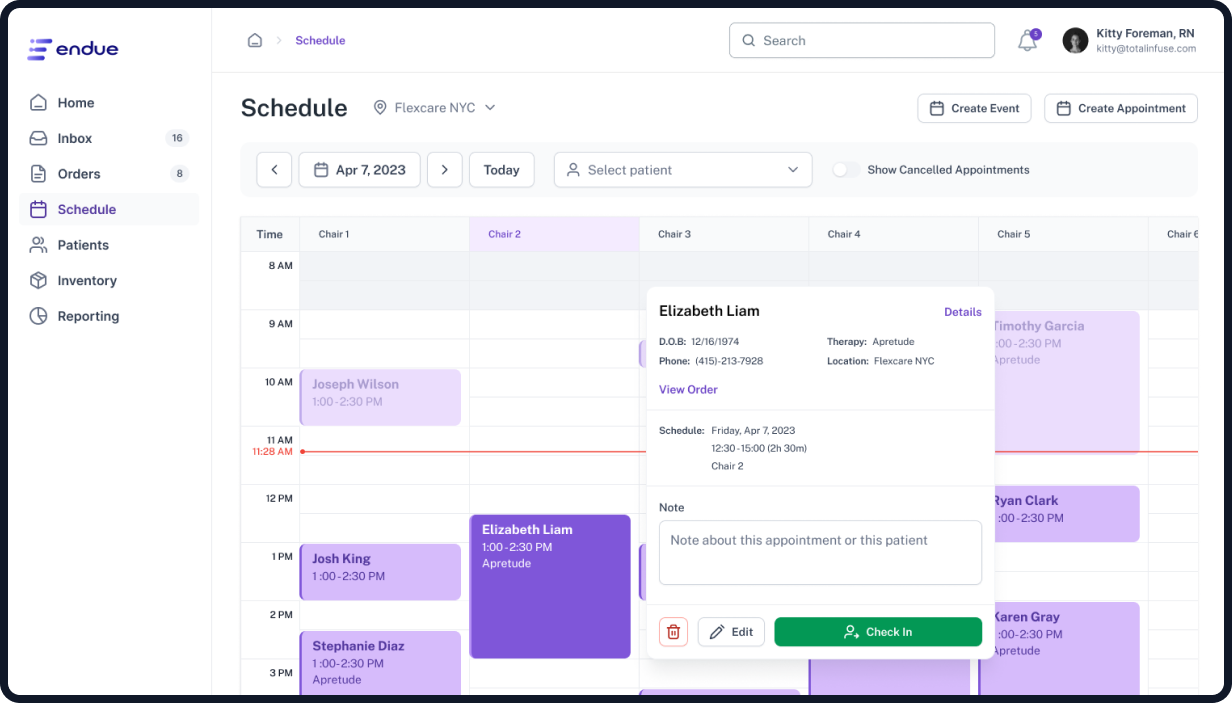 endue
Home
Inbox 16
Orders 8
Schedule
Patients
Inventory
Reporting
Schedule
Search
5
Kitty Foreman, RN
kitty@totalinfuse.com
Schedule
Flexcare NYC
Create Event
Create Appointment
Apr 7, 2023
Today
Select patient
Show Cancelled Appointments
Time Chair 1 Chair 2 Chair 3 Chair 4 Chair 5 Chair 6
8 AM
9 AM
10 AM
11 AM
11:28 AM
12 PM
1 PM
2 PM
3 PM
Joseph Wilson
1:00 - 2:30 PM
Josh King
1 :00 - 2:30 PM
Stephanie Diaz
1 :00 - 2:30 PM
Apretude
Elizabeth Liam
1:00 - 2:30 PM
Apretude
Elizabeth Liam
Details
D.O.B: 12/16/1974
Therapy: Apretude
Phone: (415)-213-7928
Location: Flexcare NYC
View Order
Schedule: Friday, Apr 7, 2023
12:30 - 15:00 (2h 30m)
Chair 2
Note
Note about this appointment or this patient
Edit
Check In
Timothy Garcia
:00 - 2:30 PM
Apretude
Ryan Clark
:00 - 2:30 PM
Karen Gray
:00 - 2:30 PM
Apretude